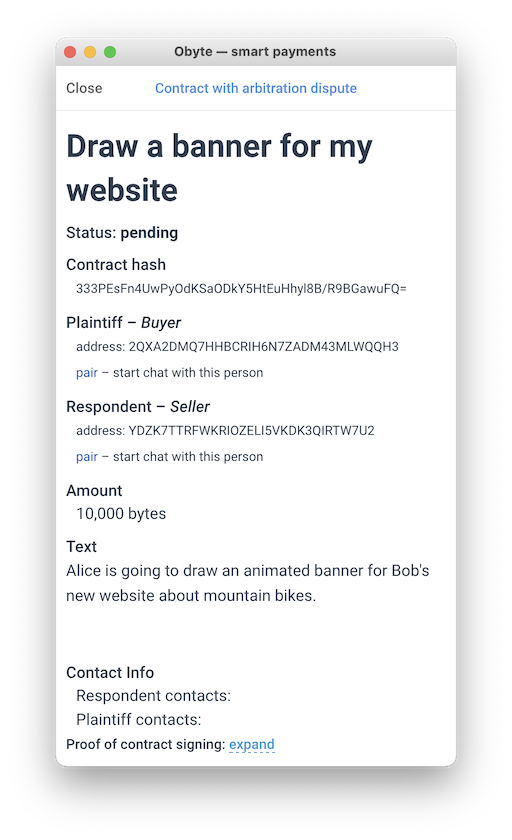 Obyte — smart payments
Close
Contract with arbitration dispute
Draw a banner for my
website
Status: pending
Contract hash
333PEsFn4UwPyOdKSaODkY5HtEuHhyl8B/R9BGawuFQ=
Plaintiff – Buyer
address: 2QXA2DMQ7HHBCRIH6N7ZADM43MLWQQH3
pair – start chat with this person
Respondent – Seller
address: YDZK7TTRFWKRIOZELI5VKDK3QIRTW7U2
pair – start chat with this person
Amount
10,000 bytes
Text
Alice is going to draw an animated banner for Bob's
new website about mountain bikes.
Contact Info
Respondent contacts:
Plaintiff contacts:
Proof of contract signing: expand